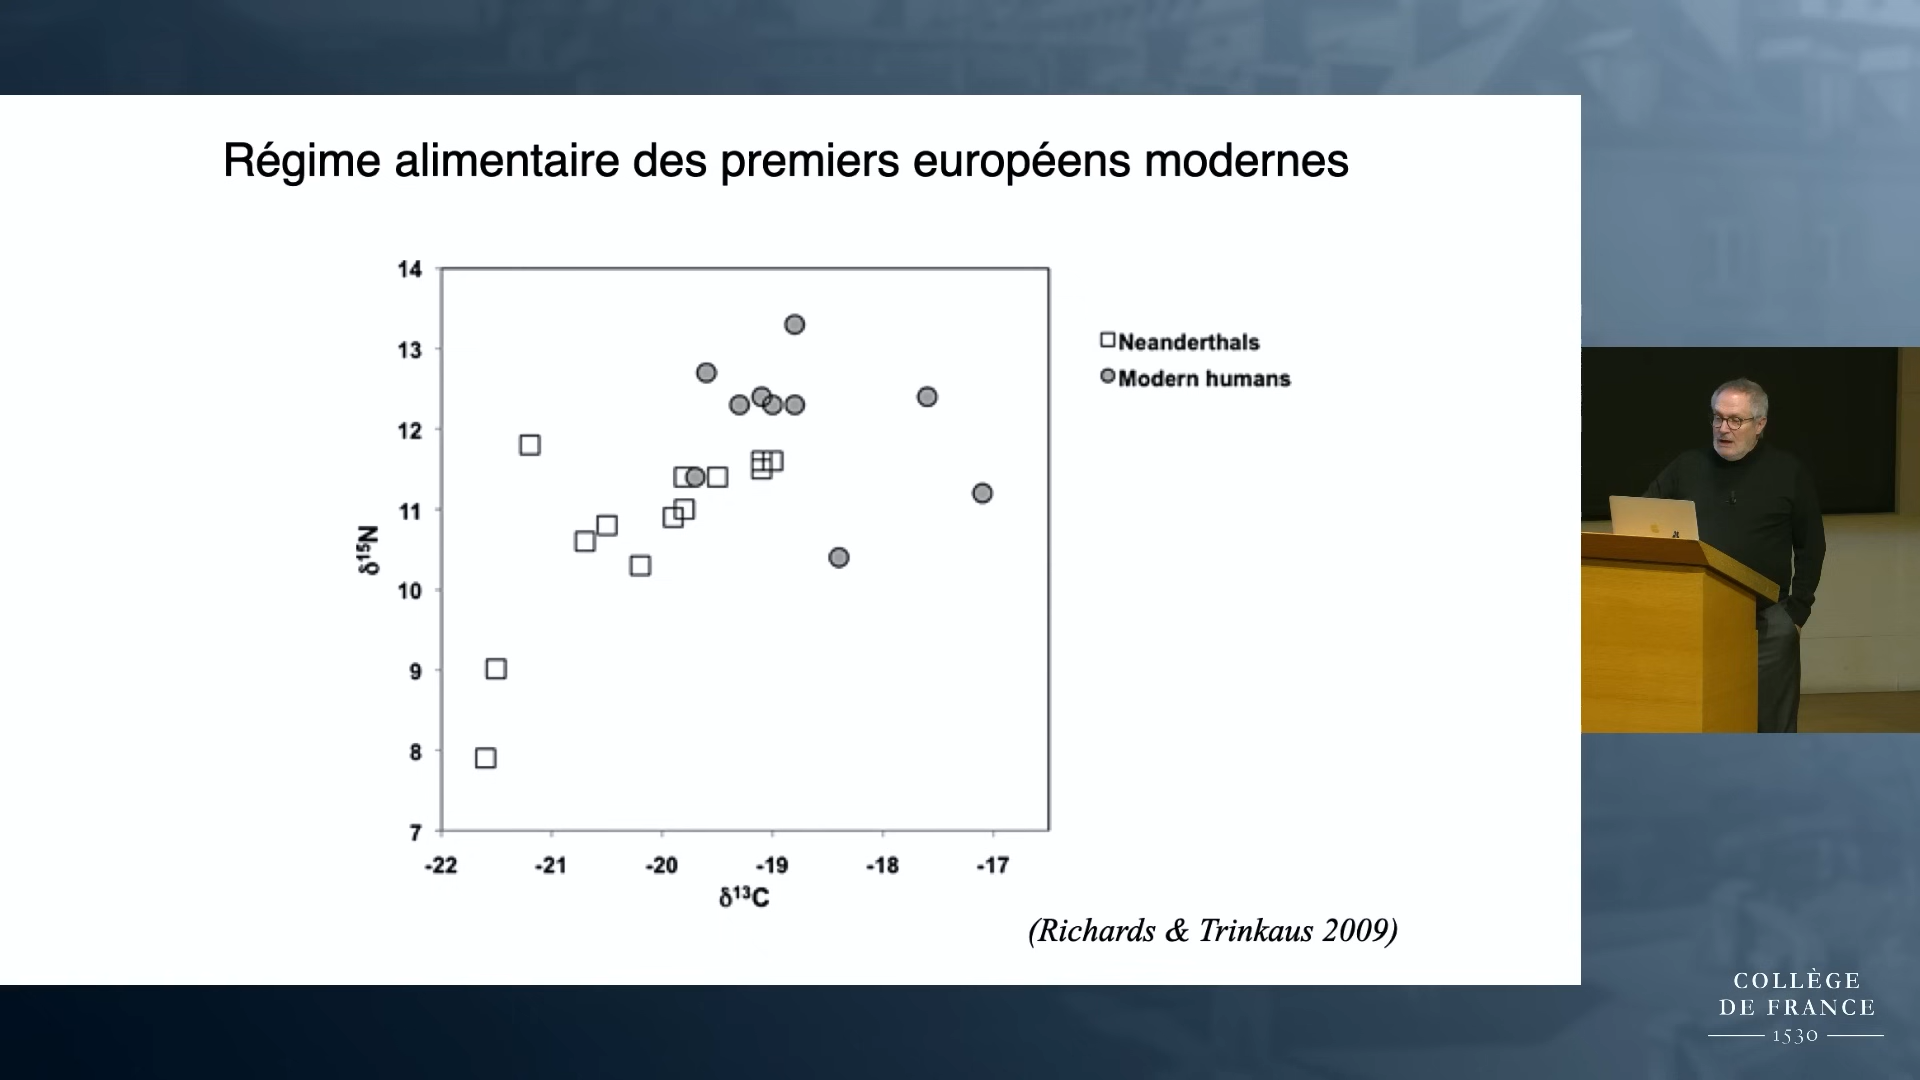 Régime alimentaire des premiers européens modernes
14
13
12
11
10
9
8
7
δ¹⁵N
-22 -21 -20 -19 -18 -17
δ¹³C
Neanderthals
Modern humans
(Richards & Trinkaus 2009)
COLLÈGE
DE FRANCE
1530